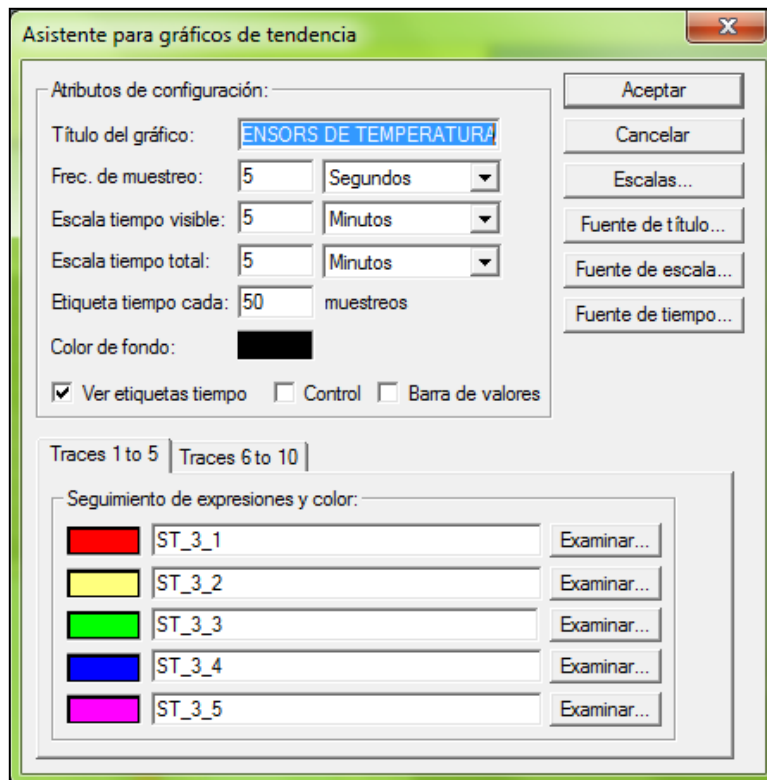 Asistente para gráficos de tendencia
Atributos de configuración:
Título del gráfico: ENSORS DE TEMPERATURA
Frec. de muestreo: 5 Segundos
Escala tiempo visible: 5 Minutos
Escala tiempo total: 5 Minutos
Etiqueta tiempo cada: 50 muestreos
Color de fondo:
Ver etiquetas tiempo Control Barra de valores
Aceptar
Cancelar
Escalas...
Fuente de título...
Fuente de escala...
Fuente de tiempo...
Traces 1 to 5 Traces 6 to 10
Seguimiento de expresiones y color:
ST_3_1 Examinar...
ST_3_2 Examinar...
ST_3_3 Examinar...
ST_3_4 Examinar...
ST_3_5 Examinar...